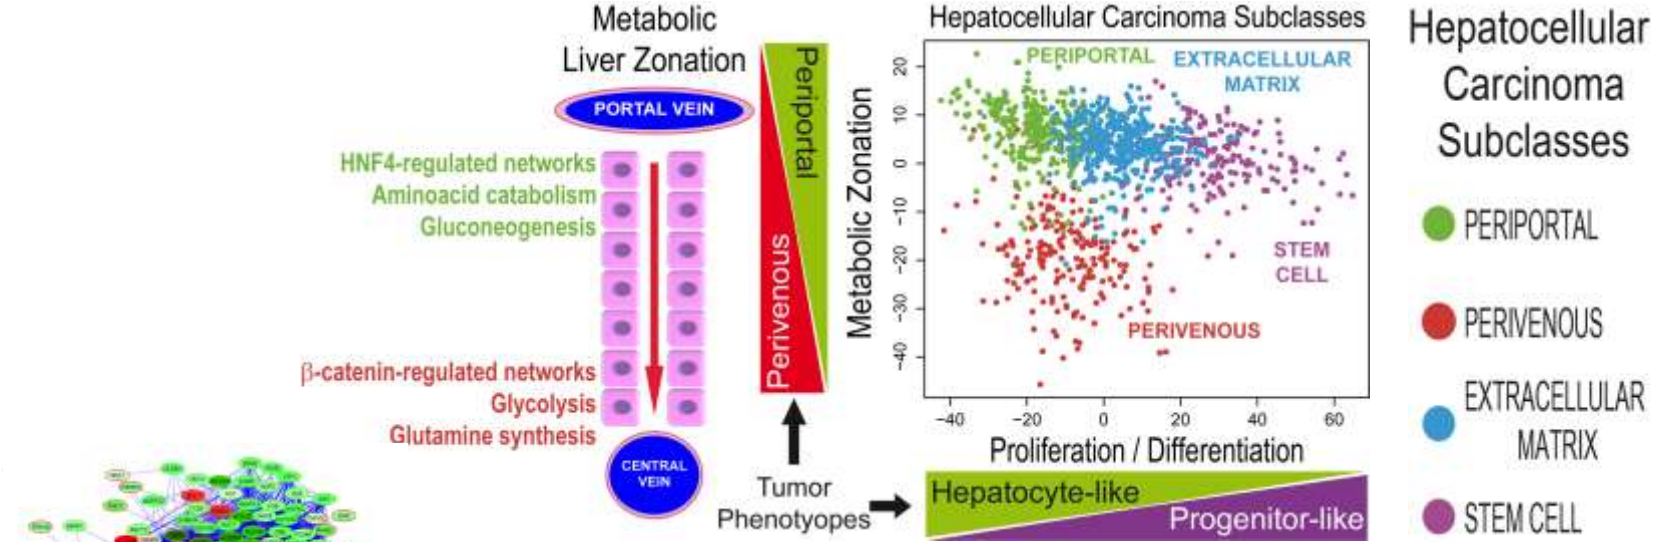 Metabolic
Liver Zonation
PORTAL VEIN
HNF4-regulated networks
Aminoacid catabolism
Gluconeogenesis
β-catenin-regulated networks
Glycolysis
Glutamine synthesis
CENTRAL
VEIN
Periportal
Perivenous
Tumor
Phenotyopes
Hepatocellular Carcinoma Subclasses
Metabolic Zonation
20
10
0
−10
−20
−30
−40
PERIPORTAL
EXTRACELLULAR
MATRIX
STEM
CELL
PERIVENOUS
−40
−20
0
20
40
60
Proliferation / Differentiation
Hepatocyte-like
Progenitor-like
Hepatocellular
Carcinoma
Subclasses
PERIPORTAL
PERIVENOUS
EXTRACELLULAR
MATRIX
STEM CELL